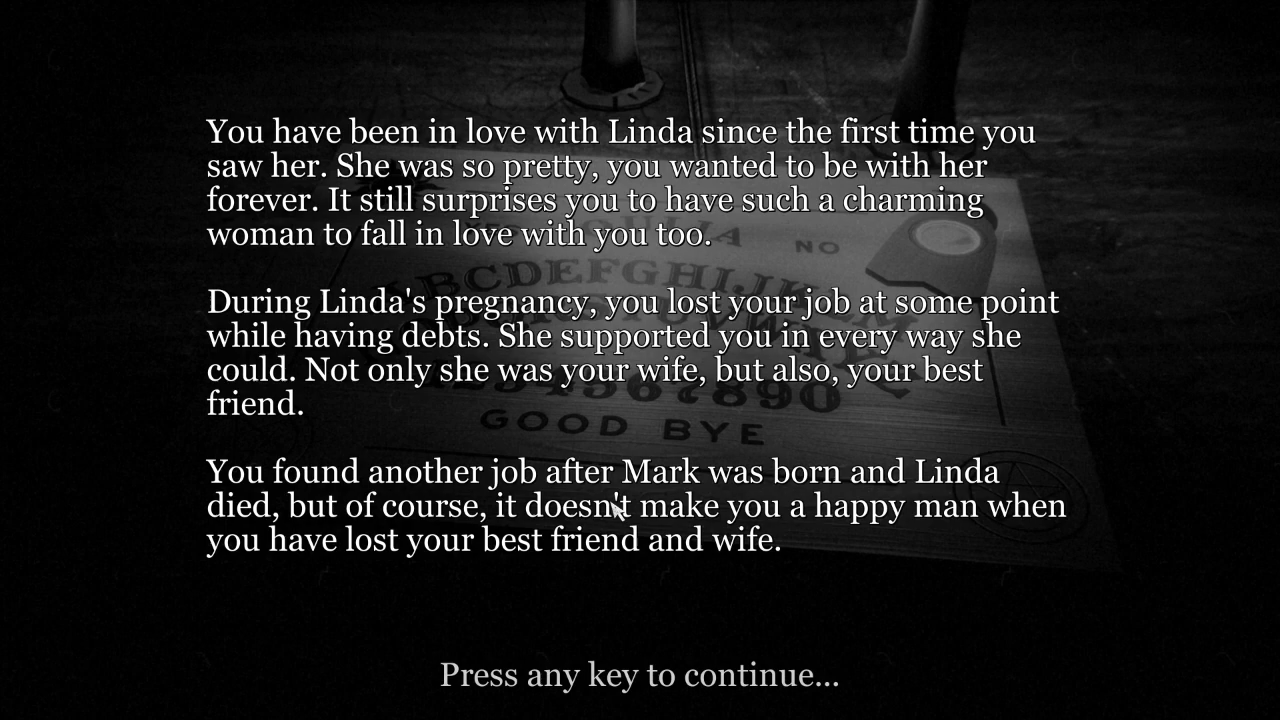 You have been in love with Linda since the first time you
saw her. She was so pretty, you wanted to be with her
forever. It still surprises you to have such a charming
woman to fall in love with you too.
During Linda's pregnancy, you lost your job at some point
while having debts. She supported you in every way she
could. Not only she was your wife, but also, your best
friend.
You found another job after Mark was born and Linda
died, but of course, it doesn't make you a happy man when
you have lost your best friend and wife.
NO
GOOD BYE
Press any key to continue...